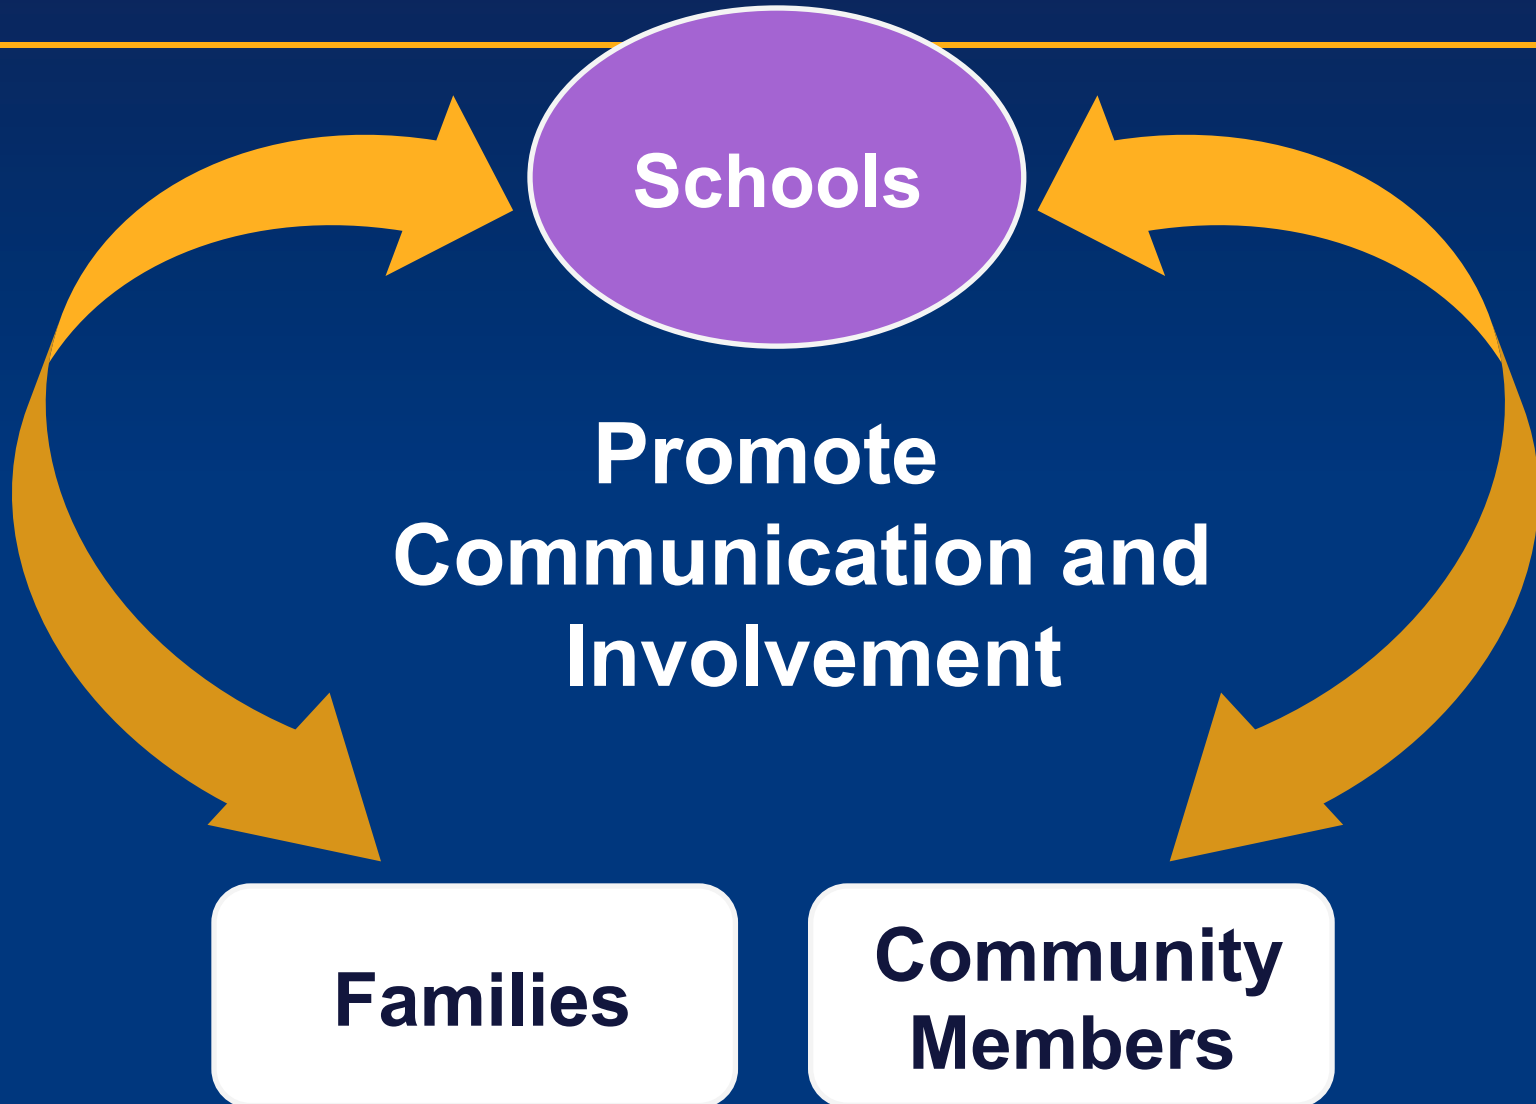 Schools
Promote
Communication and
Involvement
Families
Community
Members